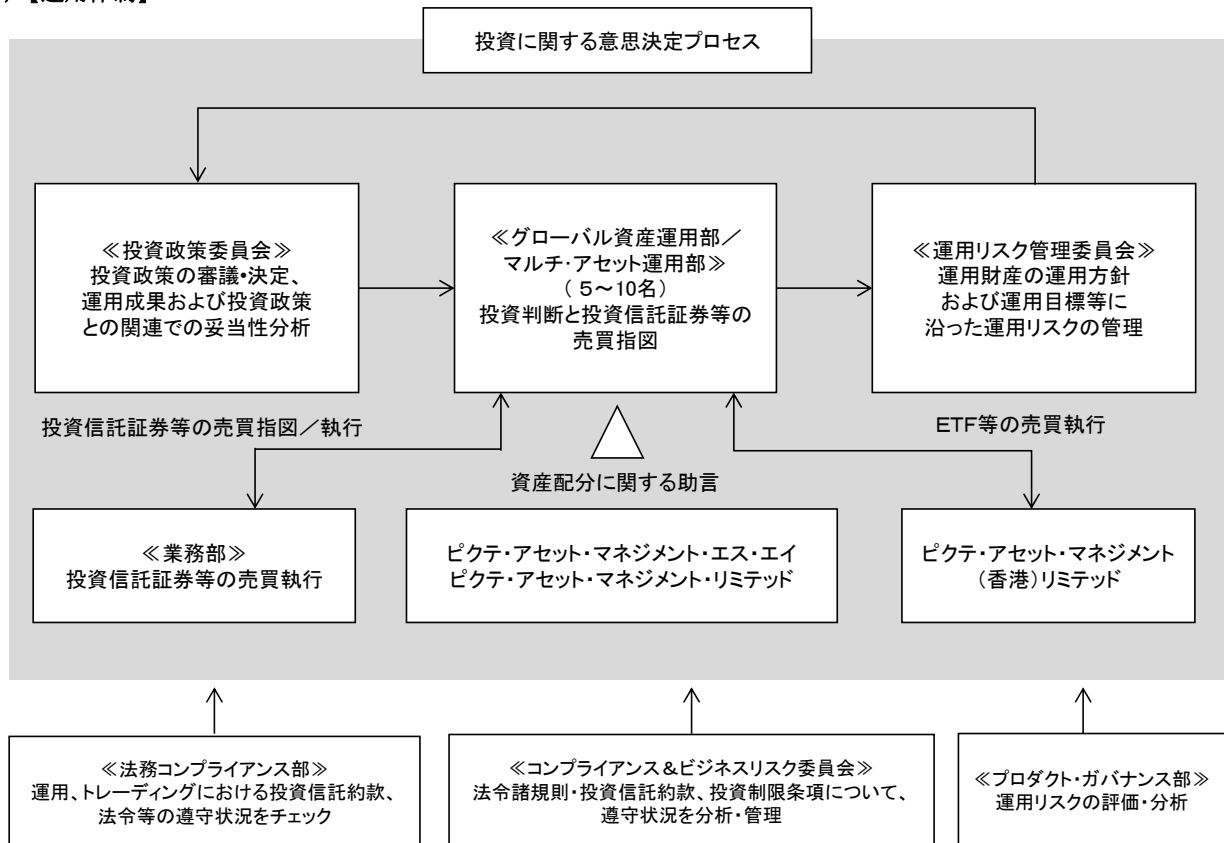 【運用体制】
投資に関する意思決定プロセス
≪投資政策委員会≫
投資政策の審議・決定、
運用成果および投資政策
との関連での妥当性分析
≪グローバル資産運用部／
マルチ・アセット運用部≫
（５～10名）
投資判断と投資信託証券等の
売買指図
≪運用リスク管理委員会≫
運用財産の運用方針
および運用目標等に
沿った運用リスクの管理
投資信託証券等の売買指図／執行
ETF等の売買執行
資産配分に関する助言
≪業務部≫
投資信託証券等の売買執行
ピクテ・アセット・マネジメント・エス・エイ
ピクテ・アセット・マネジメント・リミテッド
ピクテ・アセット・マネジメント
（香港）リミテッド
≪法務コンプライアンス部≫
運用、トレーディングにおける投資信託約款、
法令等の遵守状況をチェック
≪コンプライアンス＆ビジネスリスク委員会≫
法令諸規則・投資信託約款、投資制限条項について、
遵守状況を分析・管理
≪プロダクト・ガバナンス部≫
運用リスクの評価・分析